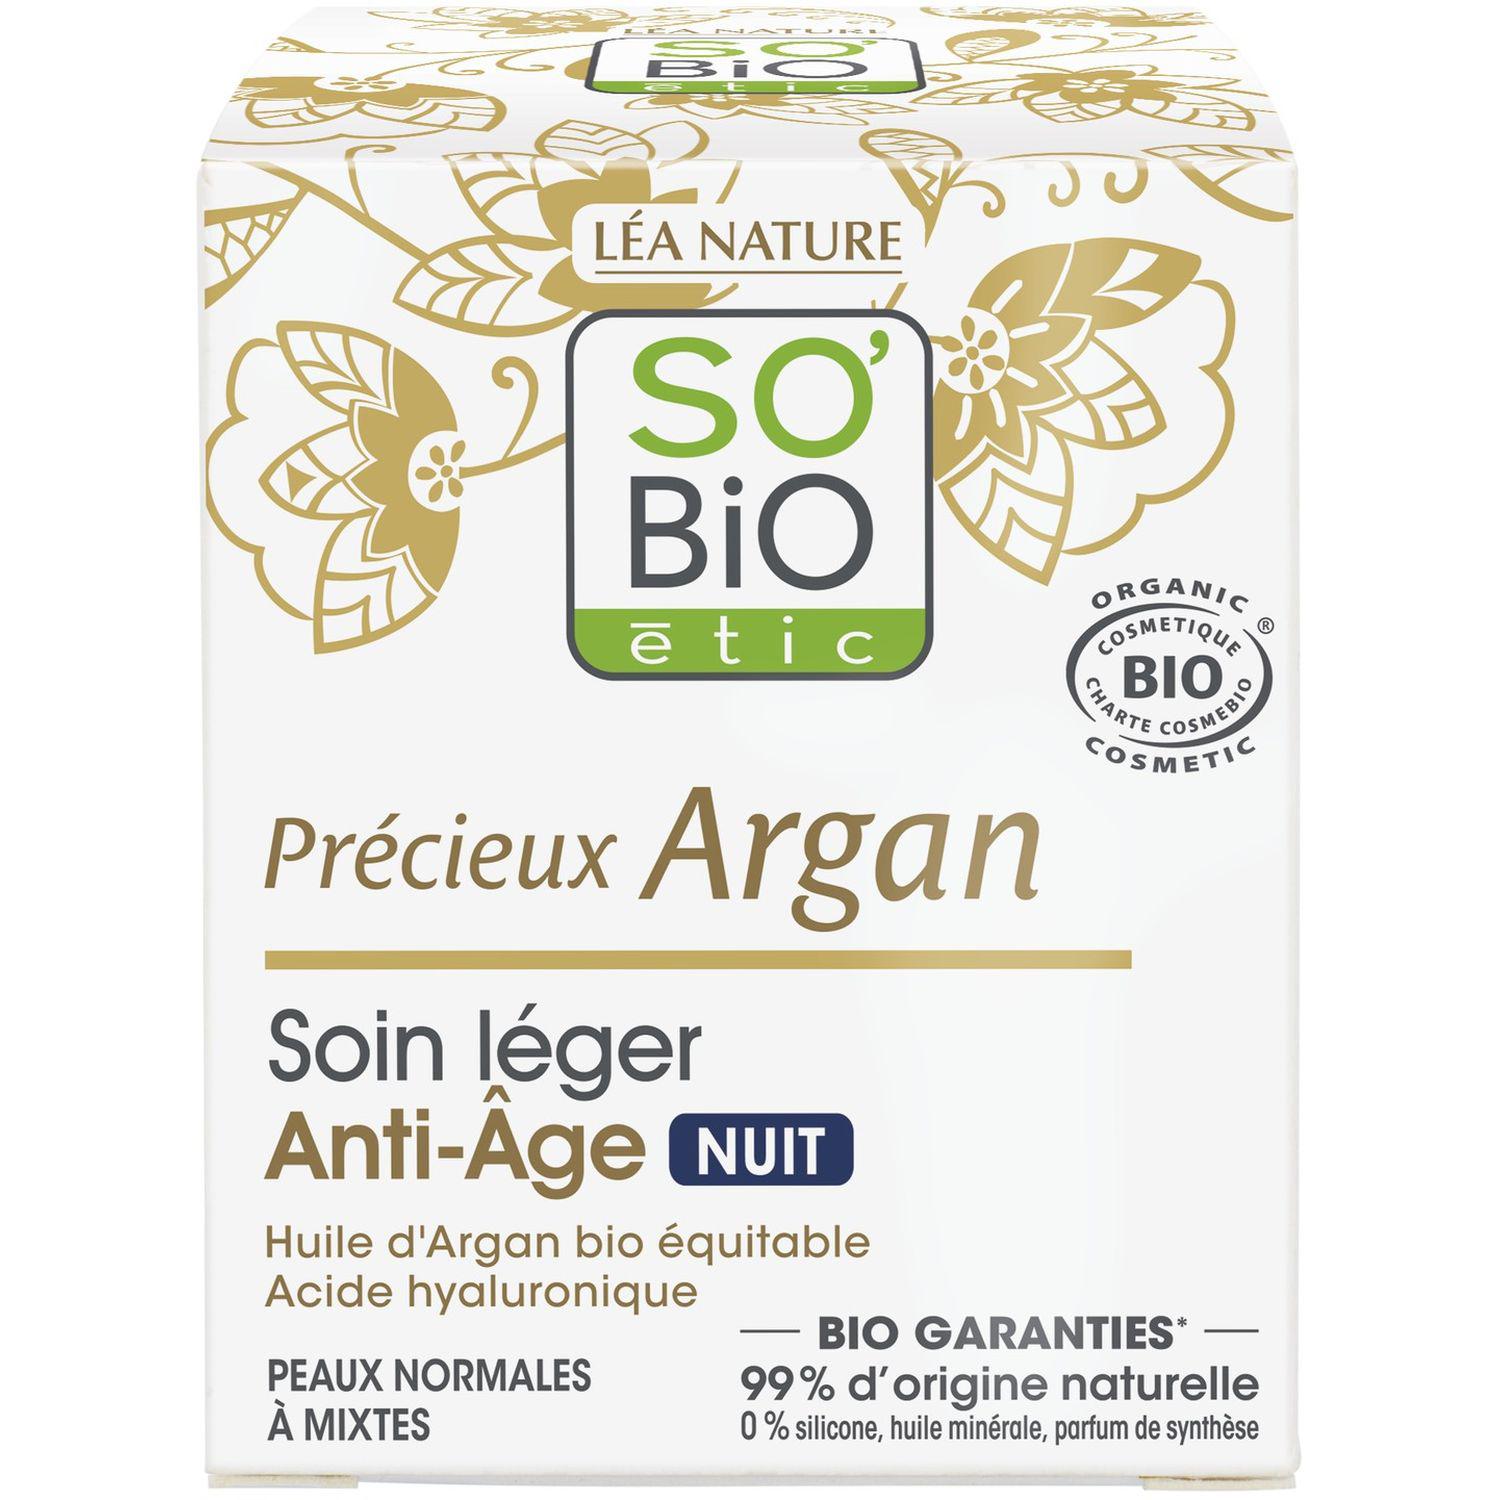 LÉA NATURE
SO'
BiO
étic
LÉA NATURE
SO'
BiO
ētic
ORGANIC
COSMETIQUE
BIO
CHARTE COSMEBIO
®
COSMETIC
Précieux Argan
Soin léger
Anti-Âge NUIT
Huile d'Argan bio équitable
Acide hyaluronique
PEAUX NORMALES
À MIXTES
BIO GARANTIES*
99% d'origine naturelle
0 % silicone, huile minérale, parfum de synthèse